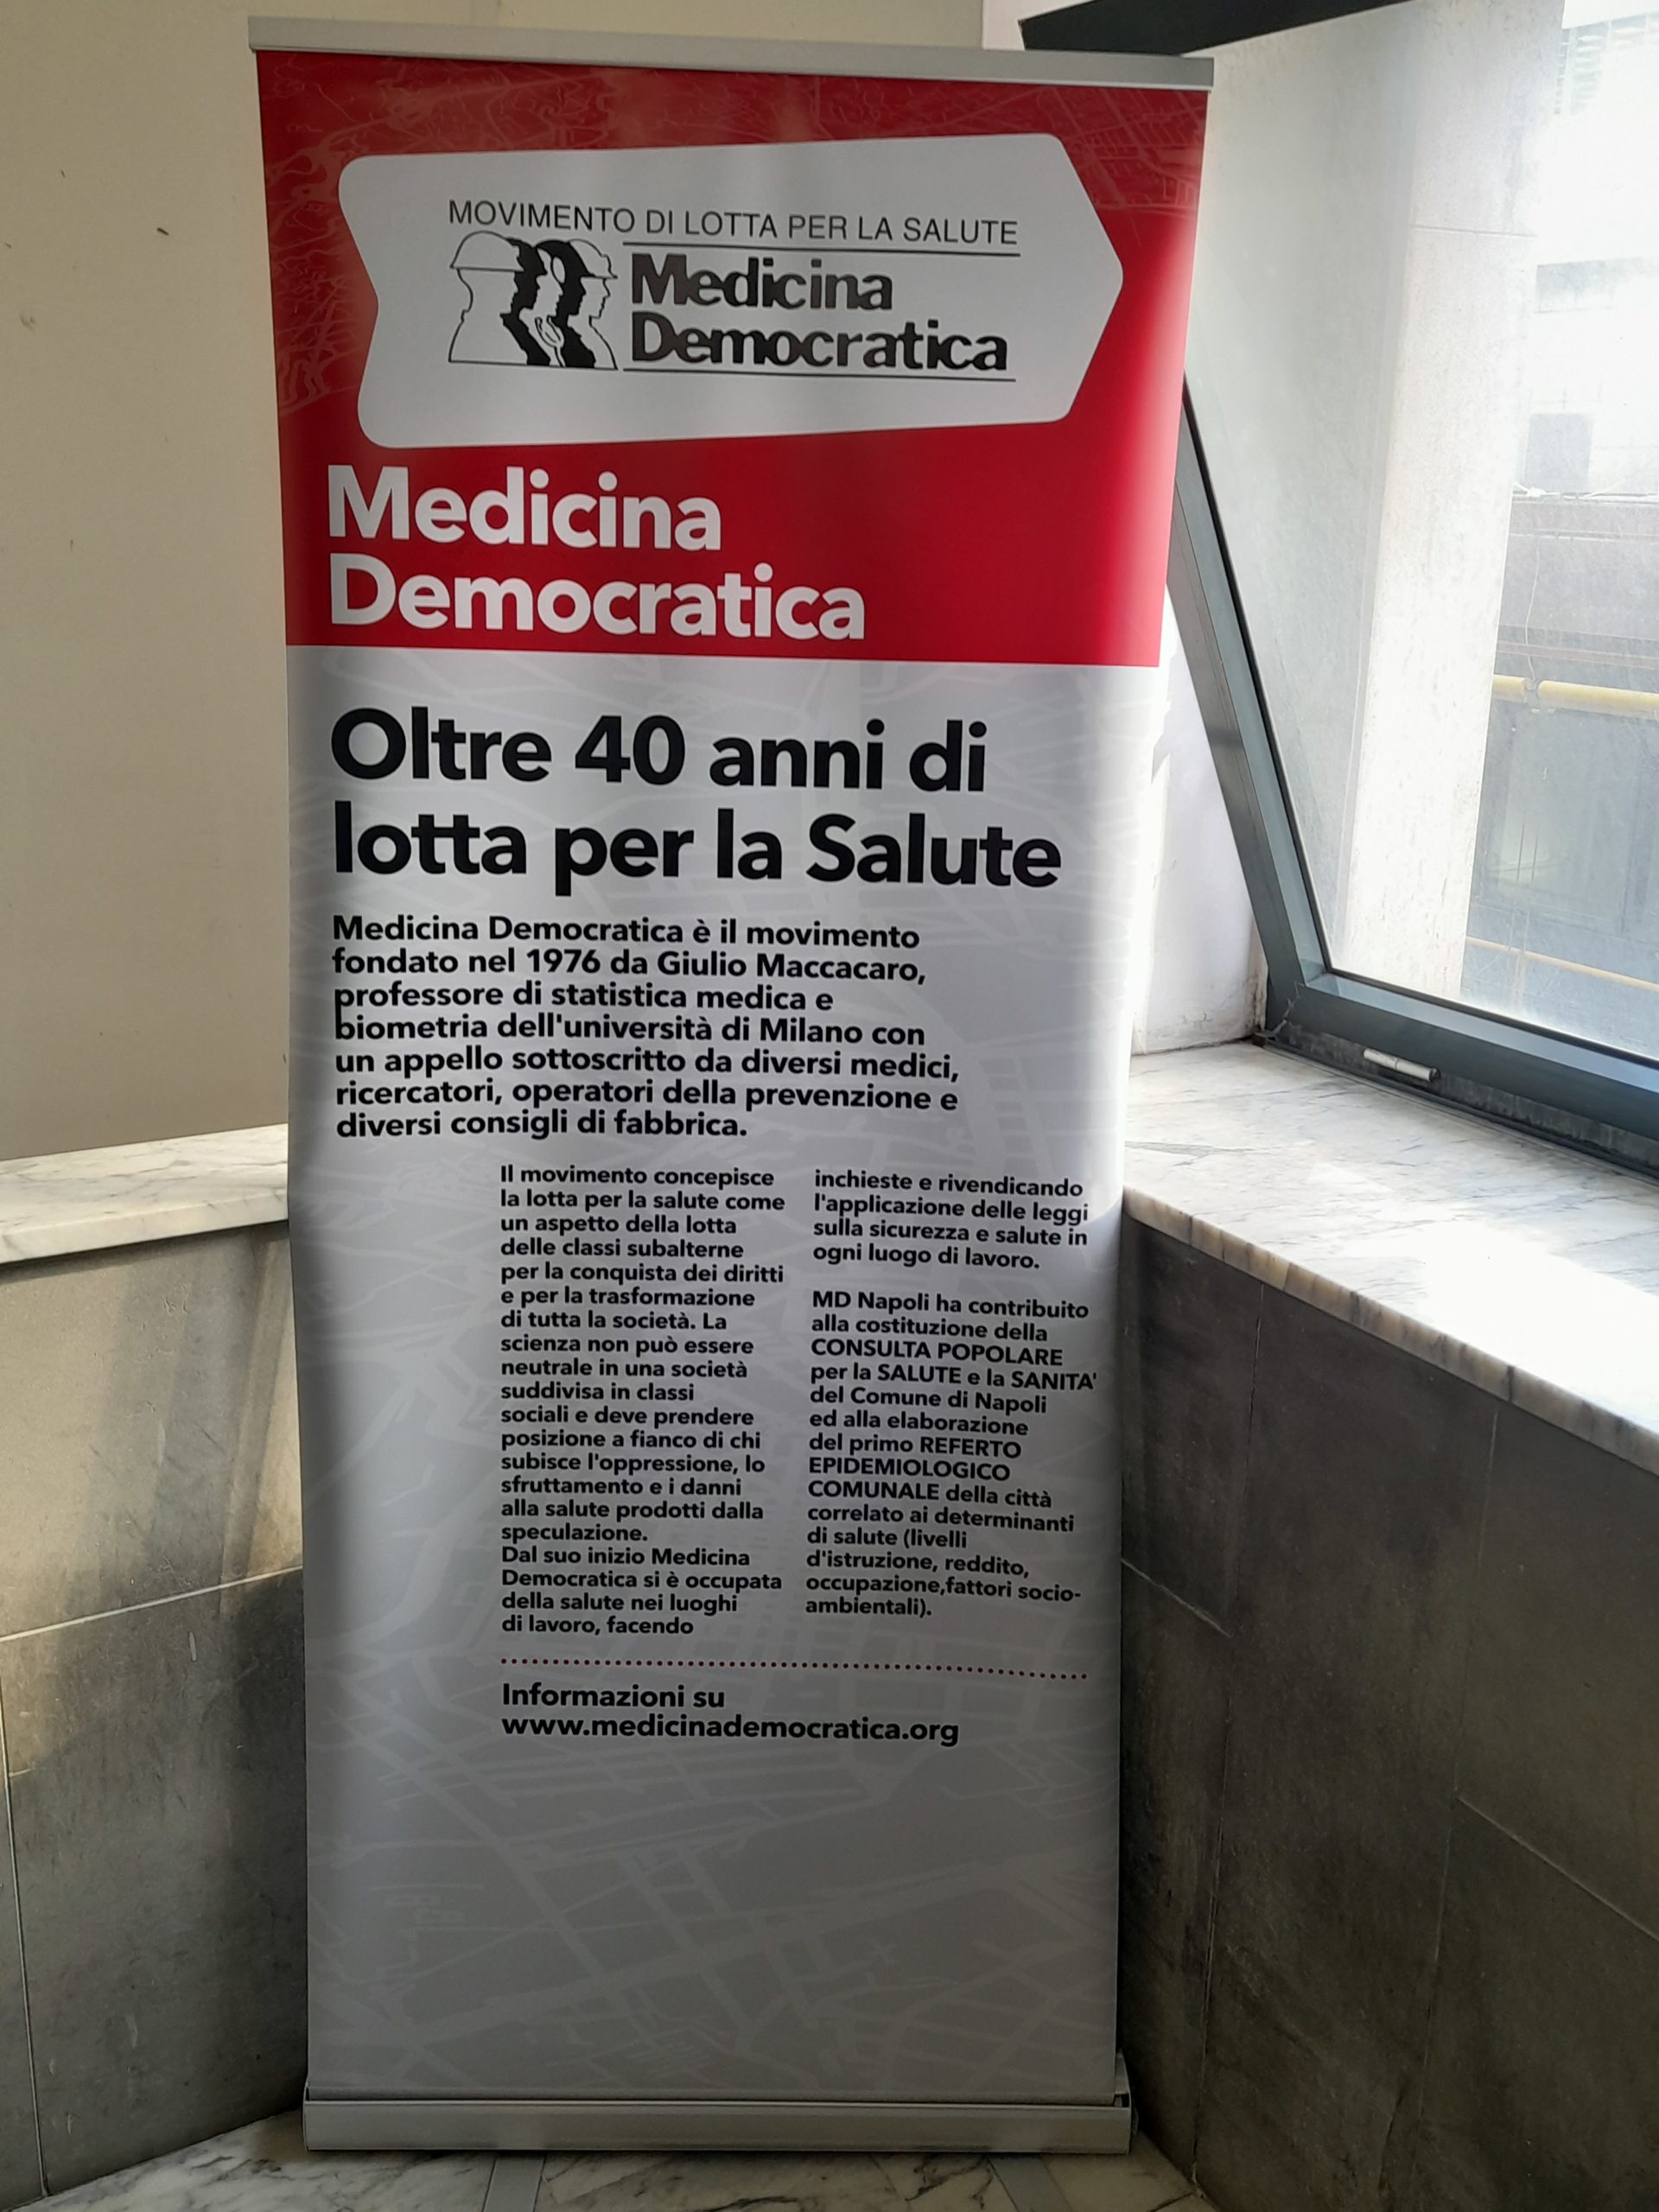 MOVIMENTO DI LOTTA PER LA SALUTE
Medicina
Democratica
Medicina
Democratica
Oltre 40 anni di
lotta per la Salute
Medicina Democratica è il movimento
fondato nel 1976 da Giulio Maccacaro,
professore di statistica medica e
biometria dell'università di Milano con
un appello sottoscritto da diversi medici,
ricercatori, operatori della prevenzione e
diversi consigli di fabbrica.
Il movimento concepisce
la lotta per la salute come
un aspetto della lotta
delle classi subalterne
per la conquista dei diritti
e per la trasformazione
di tutta la società. La
scienza non può essere
neutrale in una società
suddivisa in classi
sociali e deve prendere
posizione a fianco di chi
subisce l'oppressione, lo
sfruttamento e i danni
alla salute prodotti dalla
speculazione.
Dal suo inizio Medicina
Democratica si è occupata
della salute nei luoghi
di lavoro, facendo
inchieste e rivendicando
l'applicazione delle leggi
sulla sicurezza e salute in
ogni luogo di lavoro.
MD Napoli ha contribuito
alla costituzione della
CONSULTA POPOLARE
per la SALUTE e la SANITA'
del Comune di Napoli
ed alla elaborazione
del primo REFERTO
EPIDEMIOLOGICO
COMUNALE della città
correlato ai determinanti
di salute (livelli
d'istruzione, reddito,
occupazione,fattori socio-
ambientali).
Informazioni su
www.medicinademocratica.org